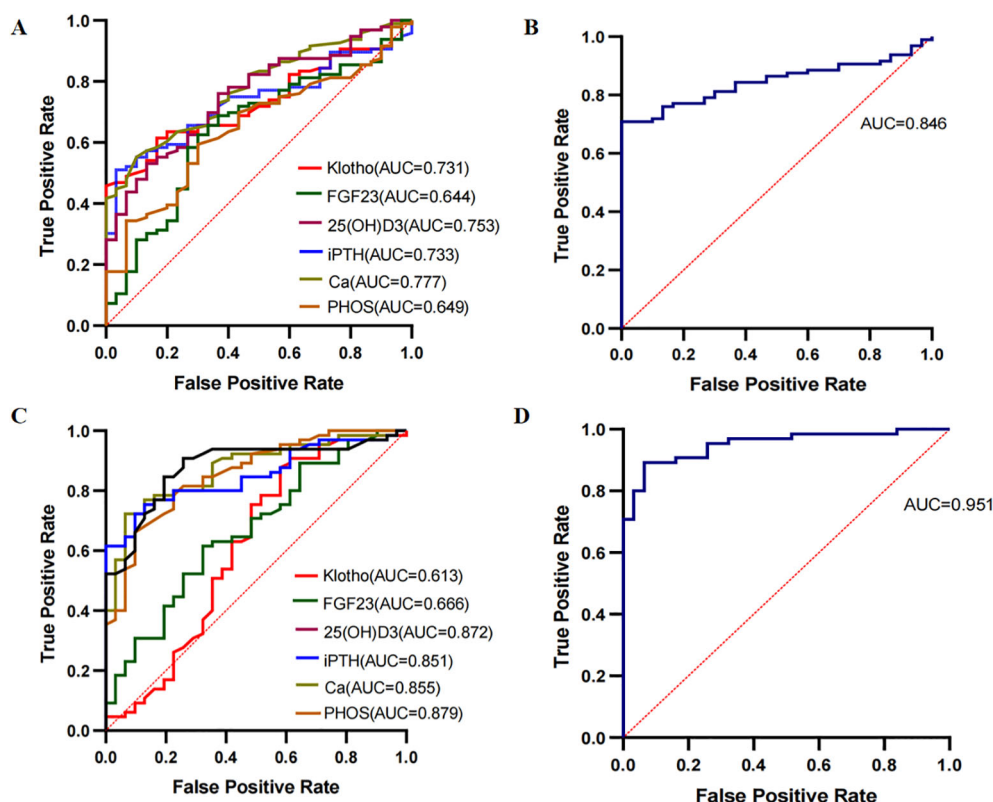 A
True Positive Rate
1.0
0.8
0.6
0.4
0.2
0.0
Klotho(AUC=0.731)
FGF23(AUC=0.644)
25(OH)D3(AUC=0.753)
iPTH(AUC=0.733)
Ca(AUC=0.777)
PHOS(AUC=0.649)
0.0 0.2 0.4 0.6 0.8 1.0
False Positive Rate
B
True Positive Rate
1.0
0.8
0.6
0.4
0.2
0.0
AUC=0.846
0.0 0.2 0.4 0.6 0.8 1.0
False Positive Rate
C
True Positive Rate
1.0
0.8
0.6
0.4
0.2
0.0
Klotho(AUC=0.613)
FGF23(AUC=0.666)
25(OH)D3(AUC=0.872)
iPTH(AUC=0.851)
Ca(AUC=0.855)
PHOS(AUC=0.879)
0.0 0.2 0.4 0.6 0.8 1.0
False Positive Rate
D
True Positive Rate
1.0
0.8
0.6
0.4
0.2
0.0
AUC=0.951
0.0 0.2 0.4 0.6 0.8 1.0
False Positive Rate